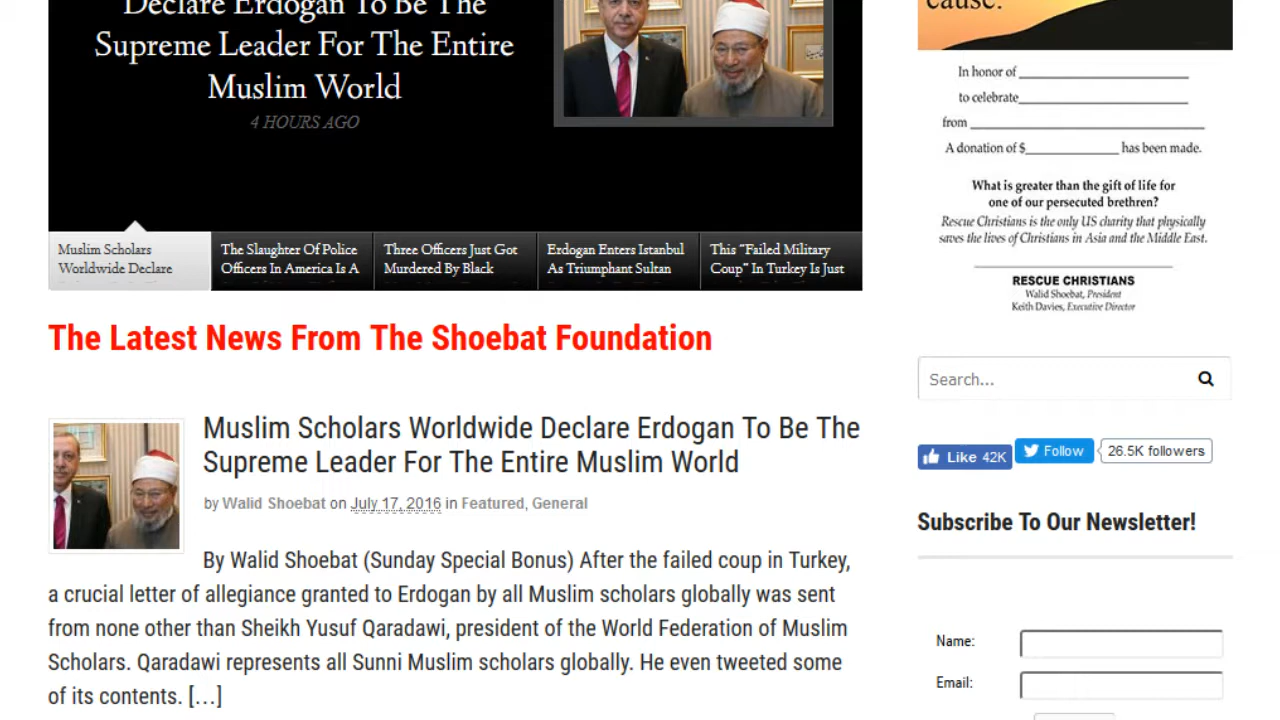 Declare Erdogan To Be The
Supreme Leader For The Entire
Muslim World
4 HOURS AGO
Muslim Scholars
Worldwide Declare
The Slaughter Of Police
Officers In America Is A
Three Officers Just Got
Murdered By Black
Erdogan Enters Istanbul
As Triumphant Sultan
This “Failed Military
Coup” In Turkey Is Just
The Latest News From The Shoebat Foundation
Muslim Scholars Worldwide Declare Erdogan To Be The
Supreme Leader For The Entire Muslim World
by Walid Shoebat on July 17, 2016 in Featured, General
By Walid Shoebat (Sunday Special Bonus) After the failed coup in Turkey,
a crucial letter of allegiance granted to Erdogan by all Muslim scholars globally was sent
from none other than Sheikh Yusuf Qaradawi, president of the World Federation of Muslim
Scholars. Qaradawi represents all Sunni Muslim scholars globally. He even tweeted some
of its contents. […]
cause.
In honor of
to celebrate
from
A donation of $ has been made.
What is greater than the gift of life for
one of our persecuted brethren?
Rescue Christians is the only US charity that physically
saves the lives of Christians in Asia and the Middle East.
RESCUE CHRISTIANS
Walid Shoebat, President
Keith Davies, Executive Director
Search...
Like 42K
Follow
26.5K followers
Subscribe To Our Newsletter!
Name:
Email: